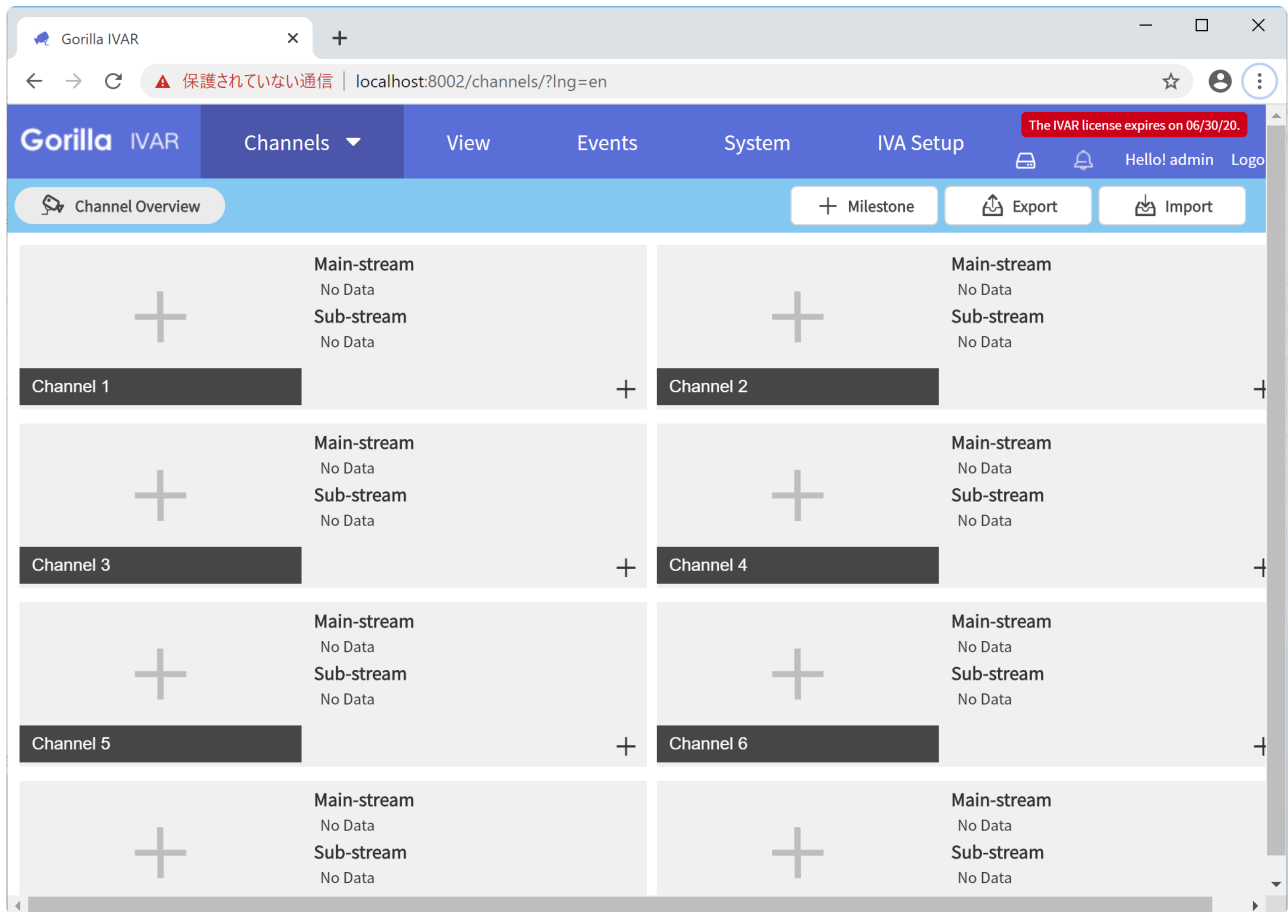 Gorilla IVAR
保護されていない通信 localhost:8002/channels/?lng=en
The IVAR license expires on 06/30/20.
Gorilla IVAR Channels View Events System IVA Setup
Hello! admin Logo
Channel Overview Milestone Export Import
Main-stream
No Data
Sub-stream
No Data
Channel 1
Main-stream
No Data
Sub-stream
No Data
Channel 2
Main-stream
No Data
Sub-stream
No Data
Channel 3
Main-stream
No Data
Sub-stream
No Data
Channel 4
Main-stream
No Data
Sub-stream
No Data
Channel 5
Main-stream
No Data
Sub-stream
No Data
Channel 6
Main-stream
No Data
Sub-stream
No Data
Main-stream
No Data
Sub-stream
No Data